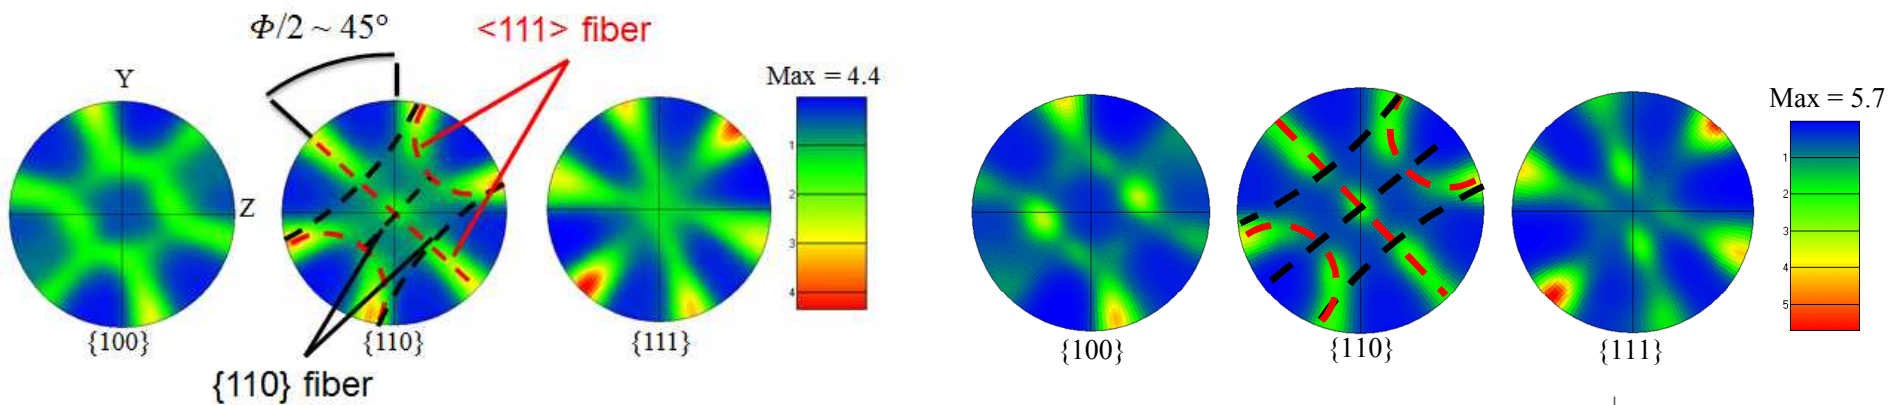 Φ/2 ~ 45°
<111> fiber
Y
Z
Max = 4.4
1
2
3
4
{100}
{110}
{111}
{110} fiber
Max = 5.7
1
2
3
4
5
{100}
{110}
{111}